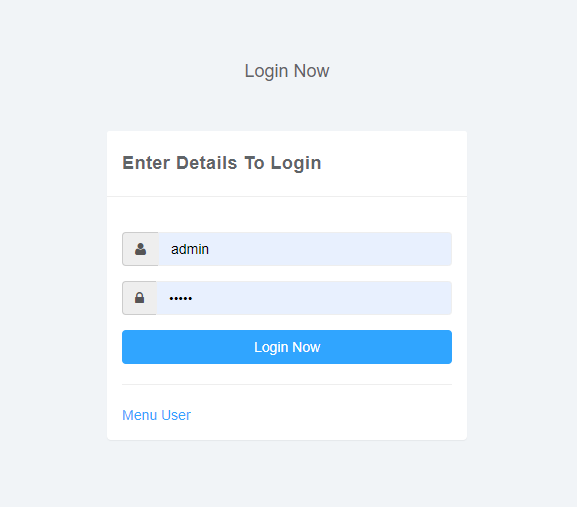 Login Now
Enter Details To Login
admin
•••••
Login Now
Menu User